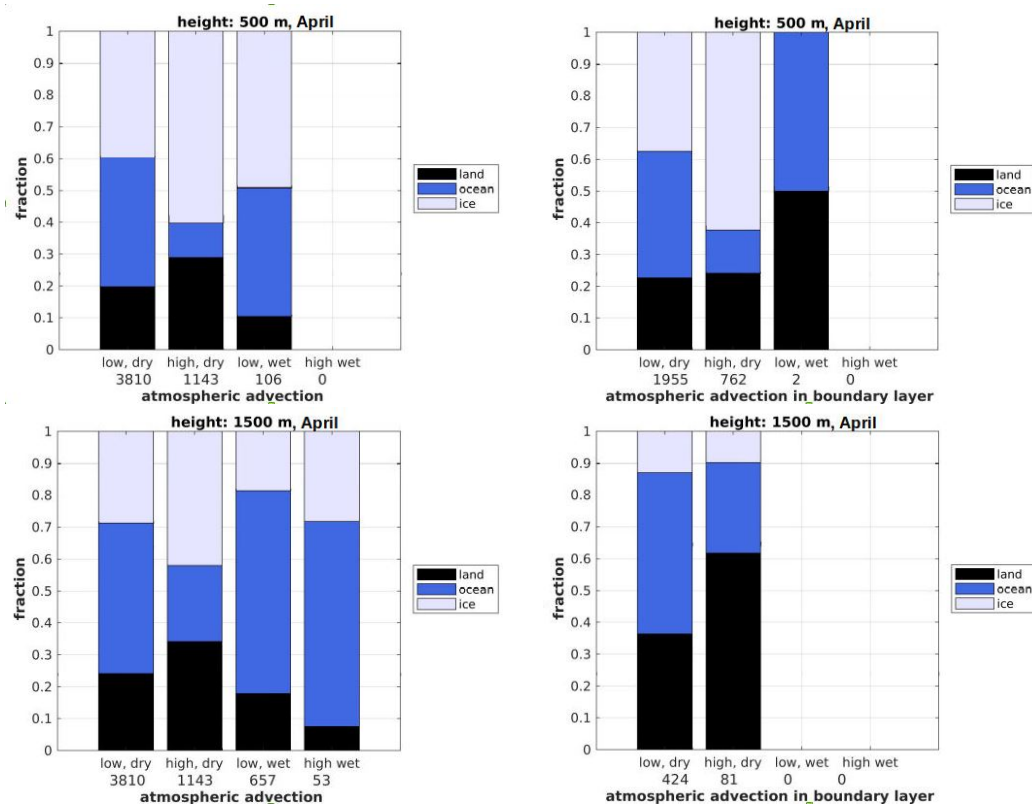 height: 500 m, April
1
0.9
0.8
0.7
0.6
0.5
0.4
0.3
0.2
0.1
0
fraction
land
ocean
ice
low, dry high, dry low, wet high wet
3810 1143 106 0
atmospheric advection
height: 500 m, April
1
0.9
0.8
0.7
0.6
0.5
0.4
0.3
0.2
0.1
0
fraction
land
ocean
ice
low, dry high, dry low, wet high wet
1955 762 2 0
atmospheric advection in boundary layer
height: 1500 m, April
1
0.9
0.8
0.7
0.6
0.5
0.4
0.3
0.2
0.1
0
fraction
land
ocean
ice
low, dry high, dry low, wet high wet
3810 1143 657 53
atmospheric advection
height: 1500 m, April
1
0.9
0.8
0.7
0.6
0.5
0.4
0.3
0.2
0.1
0
fraction
land
ocean
ice
low, dry high, dry low, wet high wet
424 81 0 0
atmospheric advection in boundary layer